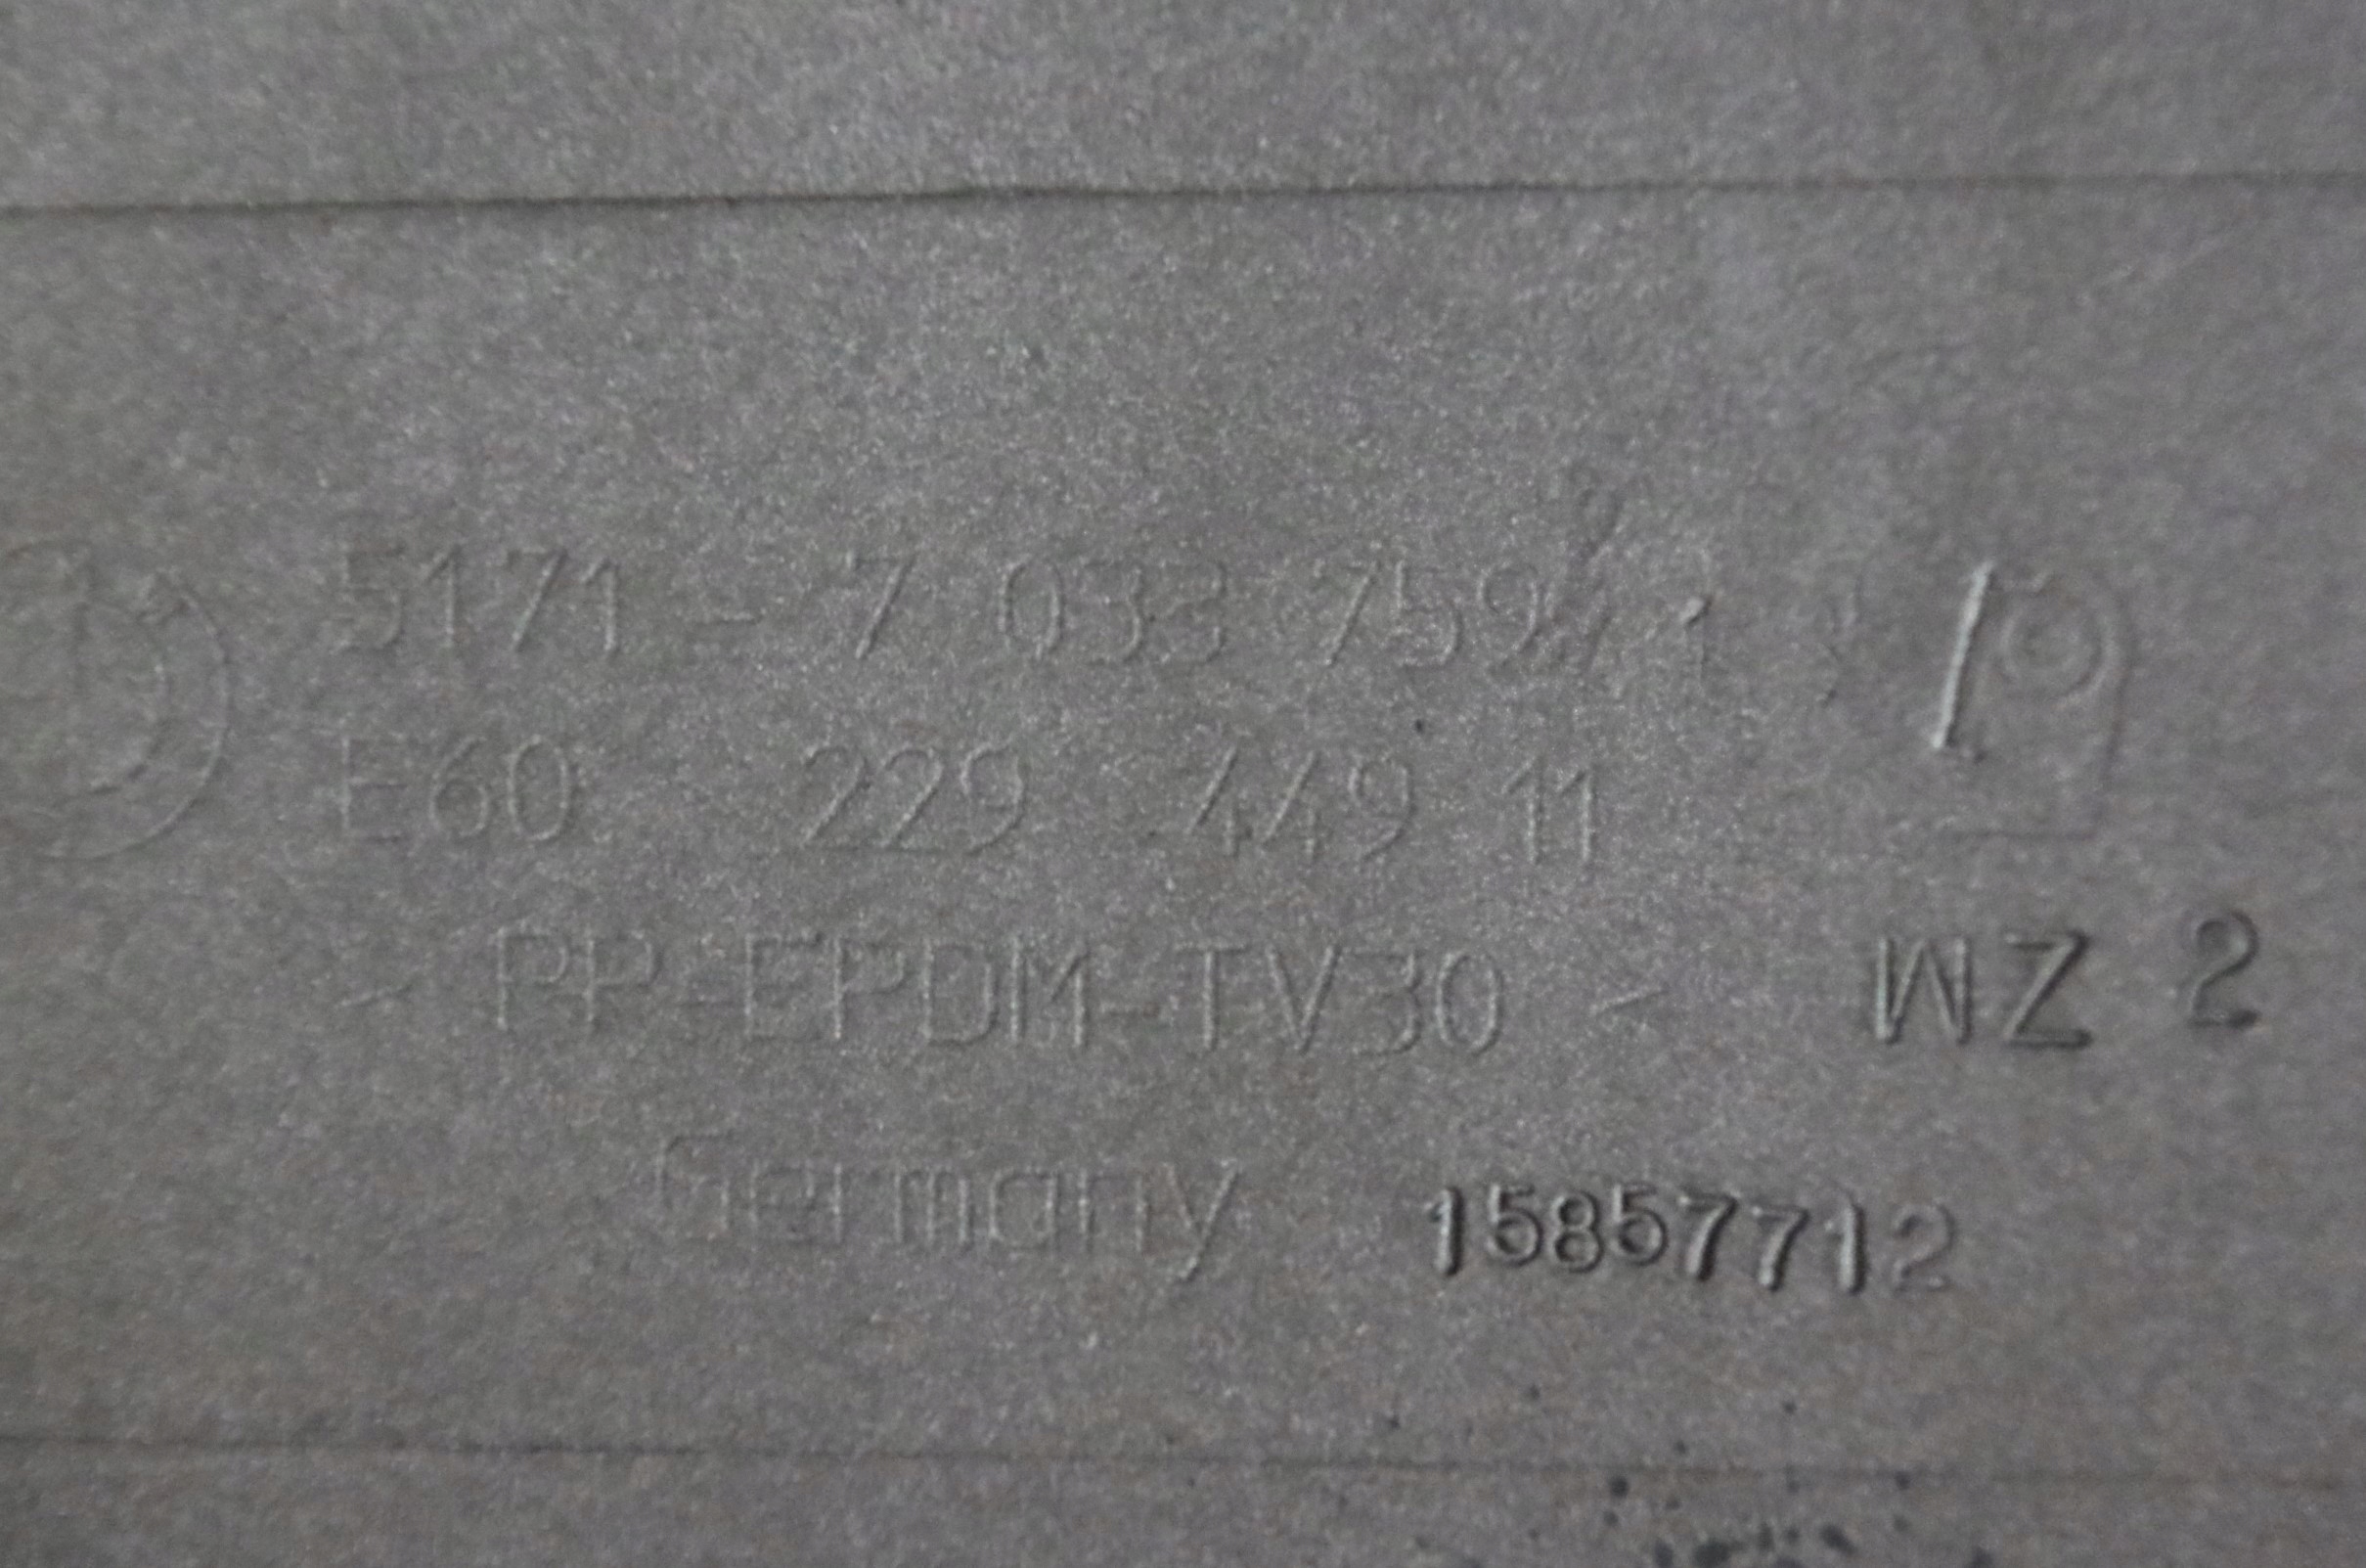 5171 - 7 033 759
E60 229 449 11
> PP-EPDM-TV30 <
WZ 2
Germany 15857712